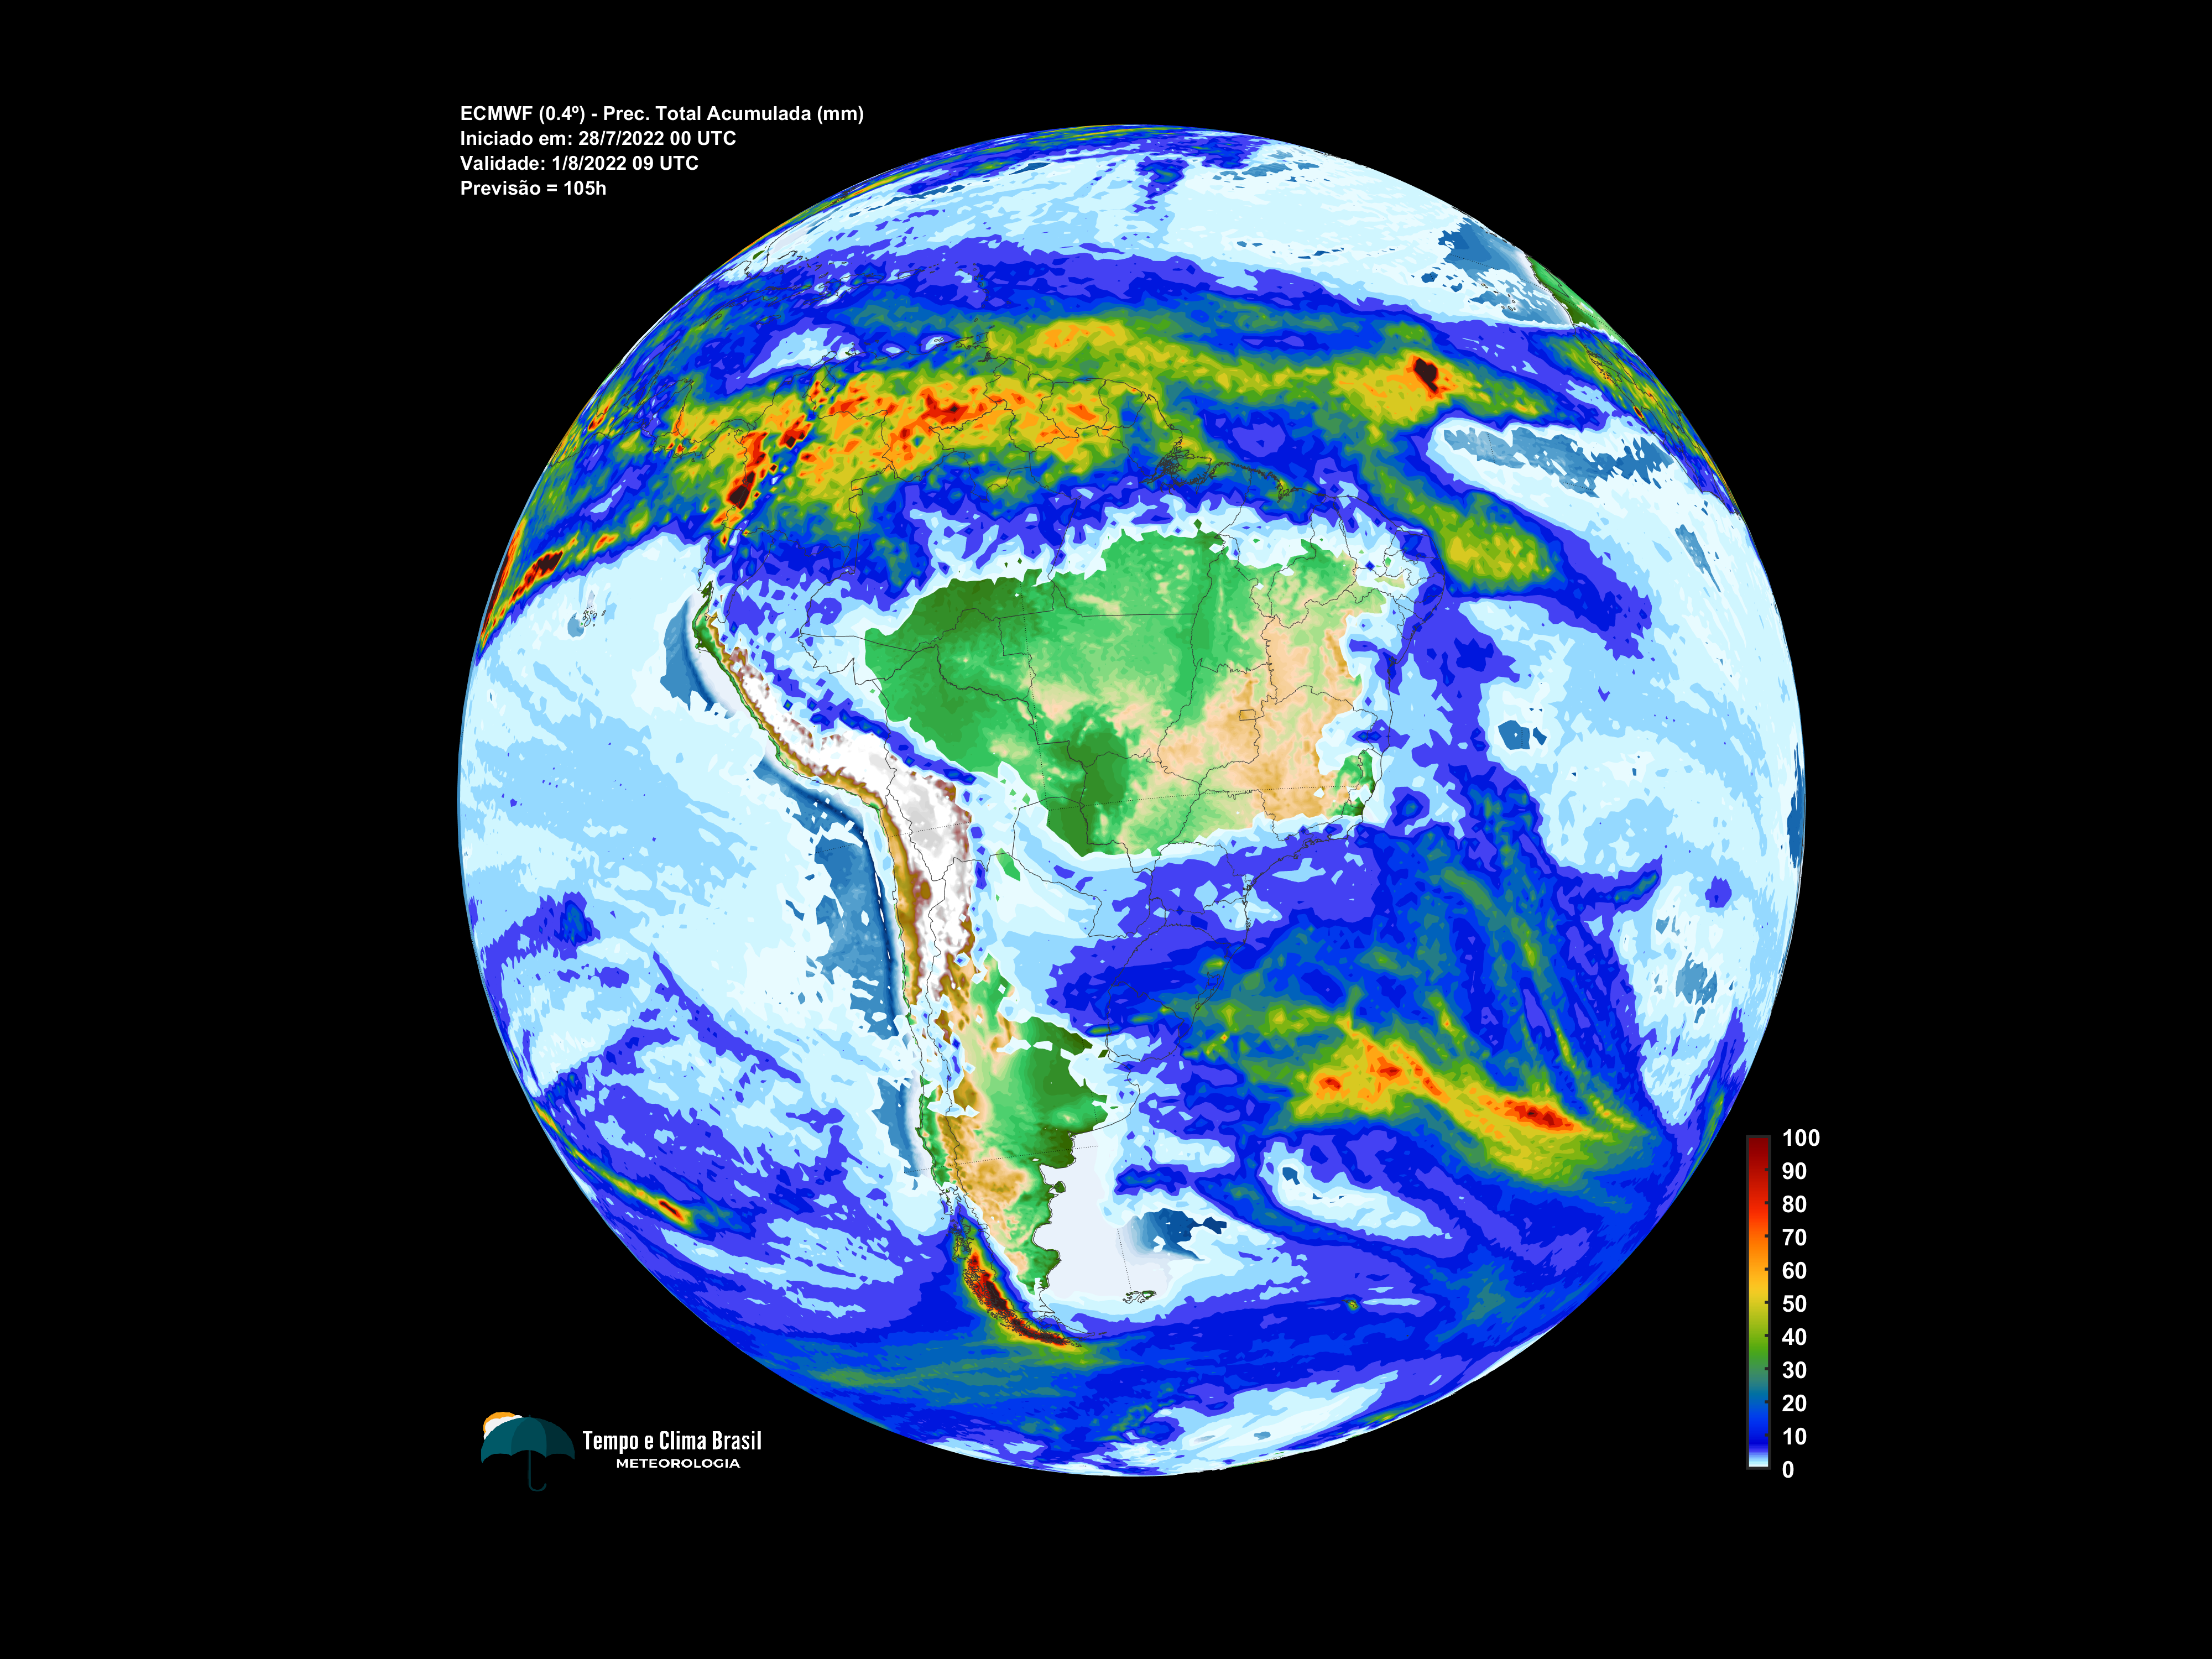 ECMWF (0.4º) - Prec. Total Acumulada (mm)
Iniciado em: 28/7/2022 00 UTC
Validade: 1/8/2022 09 UTC
Previsão = 105h
100
90
80
70
60
50
40
30
20
10
0
Tempo e Clima Brasil
METEOROLOGIA